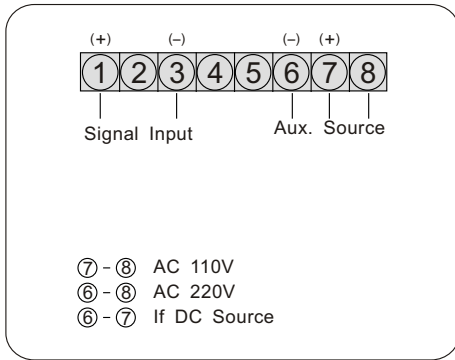 (+) (–) (–) (+)
① ② ③ ④ ⑤ ⑥ ⑦ ⑧
Signal Input Aux. Source
⑦ - ⑧ AC 110V
⑥ - ⑧ AC 220V
⑥ - ⑦ If DC Source